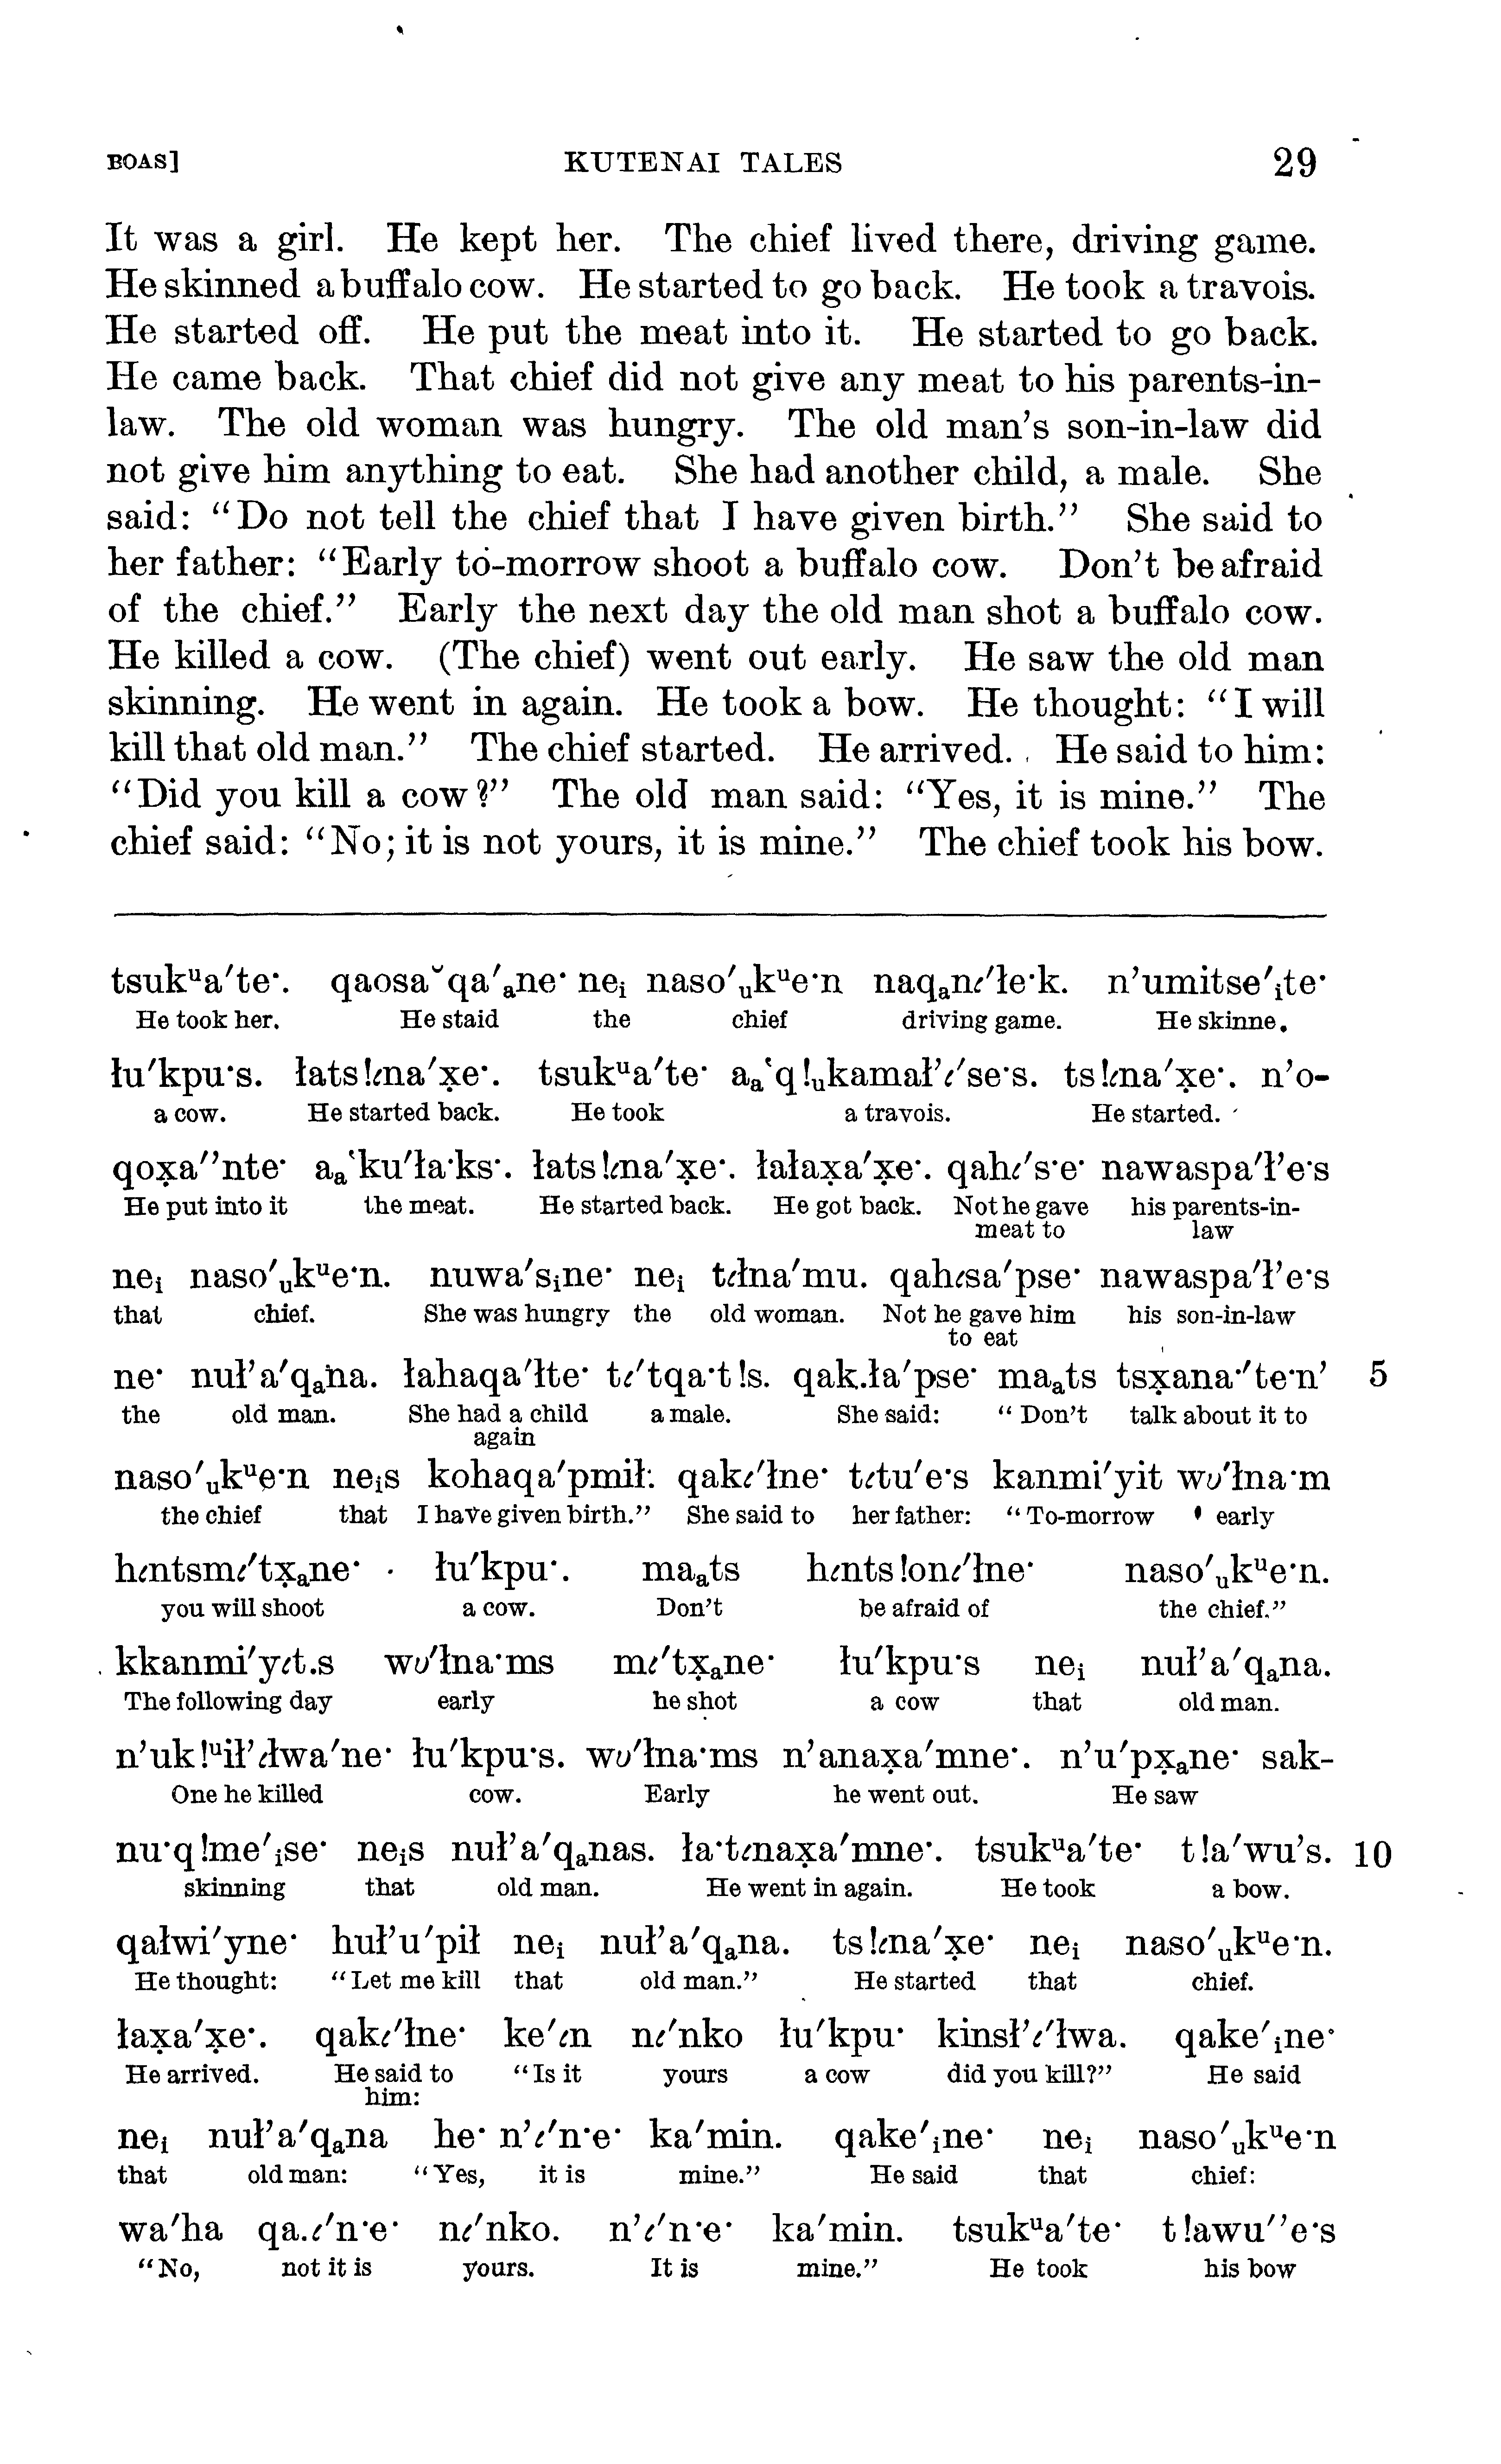 BOAS] KUTENAI TALES 29
It was a girl. He kept her. The chief lived there, driving game.
He skinned a buffalo cow. He started to go back. He took a travois.
He started off. He put the meat into it. He started to go back.
He came back. That chief did not give any meat to his parents-in-
law. The old woman was hungry. The old man's son-in-law did
not give him anything to eat. She had another child, a male. She
said: "Do not tell the chief that I have given birth." She said to
her father: "Early to-morrow shoot a buffalo cow. Don't be afraid
of the chief." Early the next day the old man shot a buffalo cow.
He killed a cow. (The chief) went out early. He saw the old man
skinning. He went in again. He took a bow. He thought: "I will
kill that old man." The chief started. He arrived. He said to him:
"Did you kill a cow?" The old man said: "Yes, it is mine." The
chief said: "No; it is not yours, it is mine." The chief took his bow.
tsukᵘa′te·. qaosa˘qa′ₐne· neᵢ naso′ᵤkᵘe·n naqₐnɩ′łe·k. n’umitse′ᵢte·
He took her. He staid the chief driving game. He skinne.
łu′kpu·s. łats!ɩna′x̣e·. tsukᵘa′te· aₐ‘q!ᵤkamał’ɩ′se·s. ts!ɩna′x̣e·. n’o-
a cow. He started back. He took a travois. He started.
qox̣a″nte· aₐ‘ku′ła·ks·. łats!ɩna′x̣e·. łałax̣a′x̣e·. qahɩ′s·e· nawaspa′ł’e·s
He put into it the meat. He started back. He got back. Not he gave his parents-in-
meat to law
neᵢ naso′ᵤkᵘe·n. nuwa′sᵢne· neᵢ tɩłna′mu. qahɩsa′pse· nawaspa′ł’e·s
that chief. She was hungry the old woman. Not he gave him his son-in-law
to eat
ne· nuł’a′qₐna. łahaqa′łte· tɩ′tqa·t!s. qak.ła′pse· maₐts tsx̣ana·′te·n’ 5
the old man. She had a child a male. She said: "Don't talk about it to
again
naso′ᵤkᵘe·n neᵢs kohaqa′pmił: qakɩ′łne· tɩtu′e·s kanmi′yit wʋ′łna·m
the chief that I have given birth." She said to her father: "To-morrow early
hɩntsmɩ′tx̣ₐne· łu′kpu·. maₐts hɩnts!onɩ′łne· naso′ᵤkᵘe·n.
you will shoot a cow. Don't be afraid of the chief."
kkanmi′yɩt.s wʋ′łna·ms mɩ′tx̣ₐne· łu′kpu·s neᵢ nuł’a′qₐna.
The following day early he shot a cow that old man.
n’uk!ᵘił’ɩłwa′ne· łu′kpu·s. wʋ′łna·ms n’anax̣a′mne·. n’u′px̣ₐne· sak-
One he killed cow. Early he went out. He saw
nu·q!me′ᵢse· neᵢs nuł’a′qₐnas. ła·tɩnax̣a′mne·. tsukᵘa′te· t!a′wu’s. 10
skinning that old man. He went in again. He took a bow.
qałwi′yne· huł’u′pił neᵢ nuł’a′qₐna. ts!ɩna′x̣e· neᵢ naso′ᵤkᵘe·n.
He thought: "Let me kill that old man." He started that chief.
łax̣a′x̣e·. qakɩ′łne· ke′ɩn nɩ′nko łu′kpu· kinsł’ɩ′łwa. qake′ᵢne·
He arrived. He said to "Is it yours a cow did you kill?" He said
him:
neᵢ nuł’a′qₐna he· n’ɩ′n·e· ka′min. qake′ᵢne· neᵢ naso′ᵤkᵘe·n
that old man: "Yes, it is mine." He said that chief:
wa′ha qa.ɩ′n·e· nɩ′nko. n’ɩ′n·e· ka′min. tsukᵘa′te· t!awu″e·s
"No, not it is yours. It is mine." He took his bow